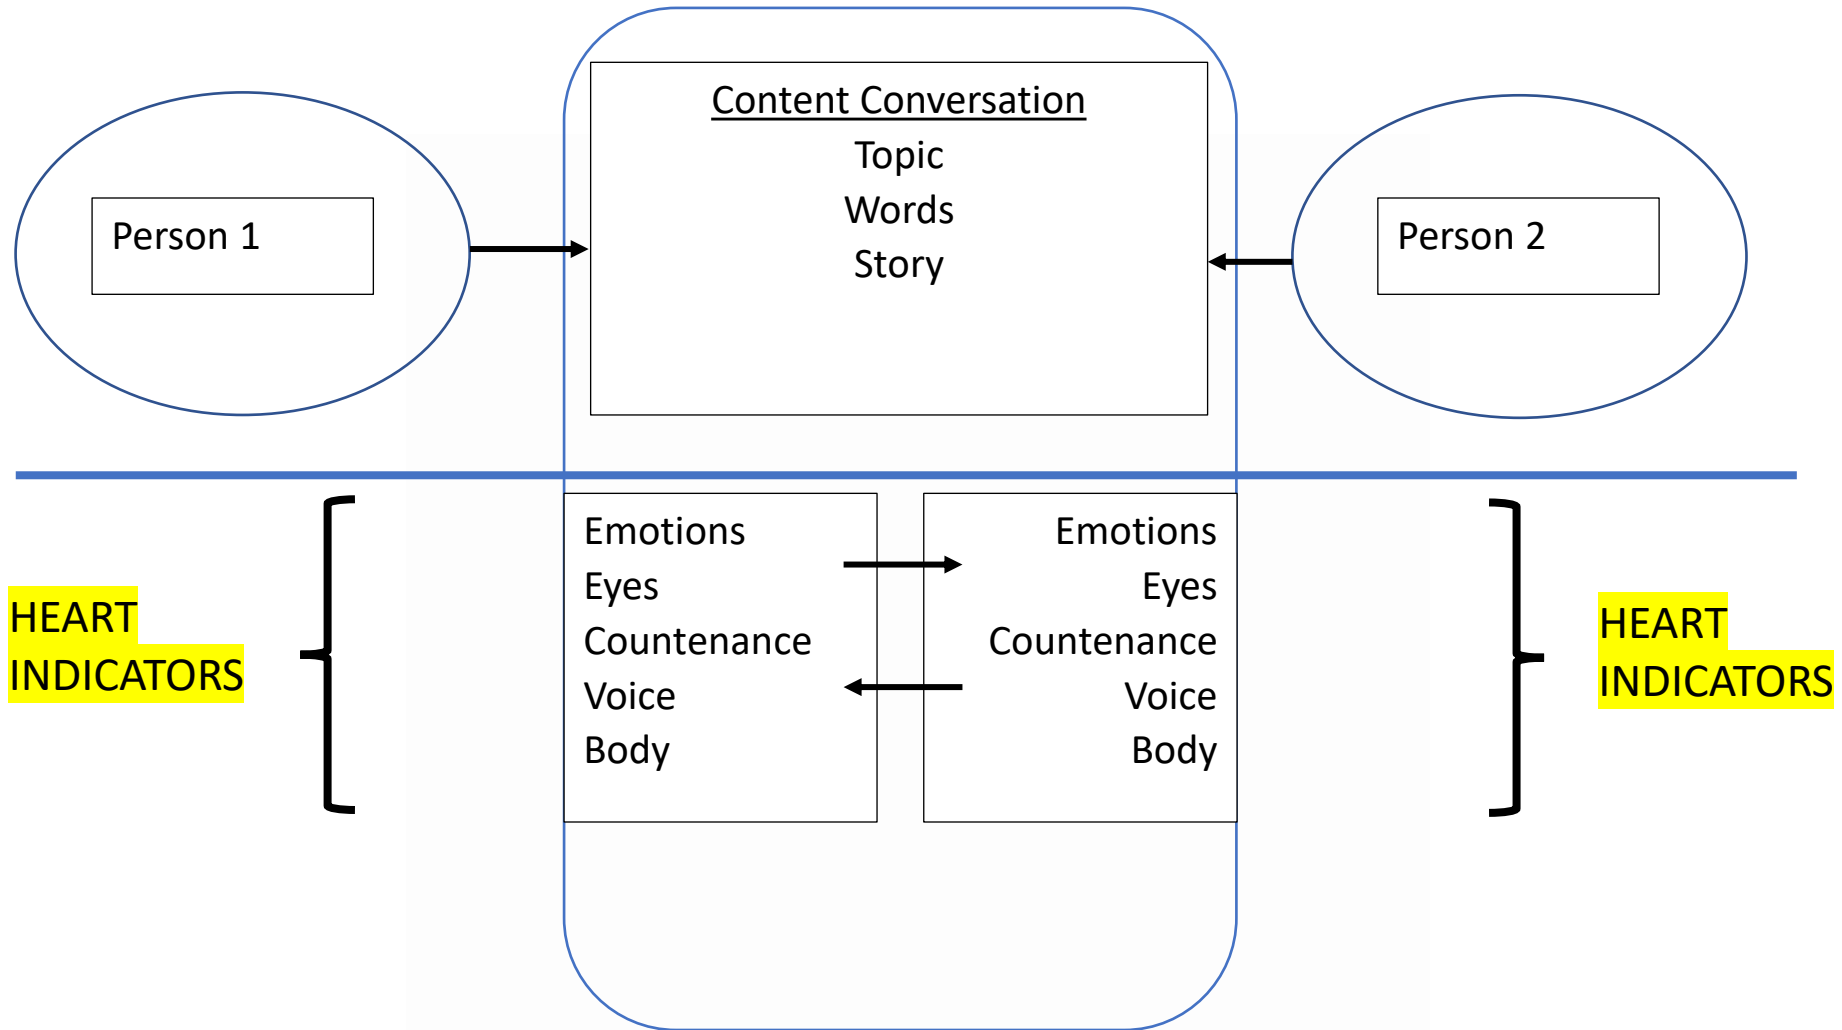 Content Conversation
Topic
Words
Story
Person 1
Person 2
HEART
INDICATORS
Emotions
Eyes
Countenance
Voice
Body
Emotions
Eyes
Countenance
Voice
Body
HEART
INDICATORS